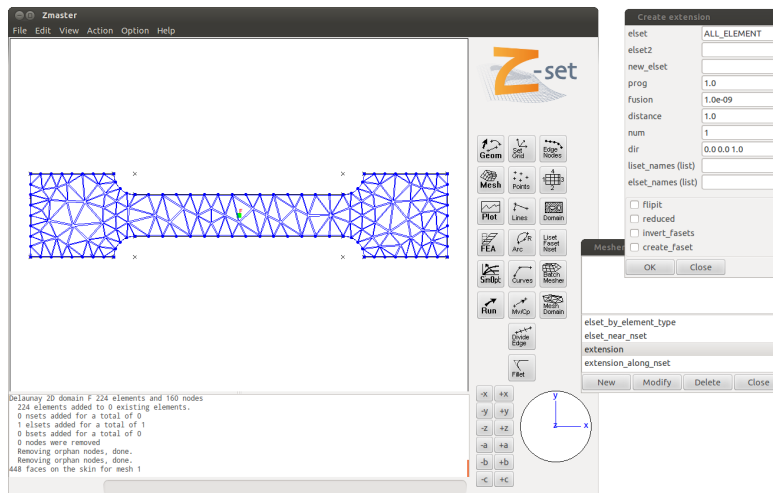 Zmaster
File Edit View Action Option Help
Z-set
Geom
Set Grid
Edge Nodes
Mesh
Points
4
1 3
2
Plot
Lines
Domain
FEA
Arc
R
Liset Faset Nset
SmOpt
Curves
Batch Mesher
Run
Mv/Cp
Mesh Domain
Divide Edge
Fillet
-x +x
-y +y
-z +z
-a +a
-b +b
-c +c
y
z x
Delaunay 2D domain F 224 elements and 160 nodes
224 elements added to 0 existing elements.
0 nsets added for a total of 0
1 elsets added for a total of 1
0 bsets added for a total of 0
0 nodes were removed
Removing orphan nodes, done.
Removing orphan nodes, done.
448 faces on the skin for mesh 1
Create extension
elset ALL_ELEMENT
elset2
new_elset
prog 1.0
fusion 1.0e-09
distance 1.0
num 1
dir 0.0 0.0 1.0
liset_names (list)
elset_names (list)
flipit
reduced
invert_fasets
create_faset
OK Close
Mesher
elset_by_element_type
elset_near_nset
extension
extension_along_nset
New Modify Delete Close